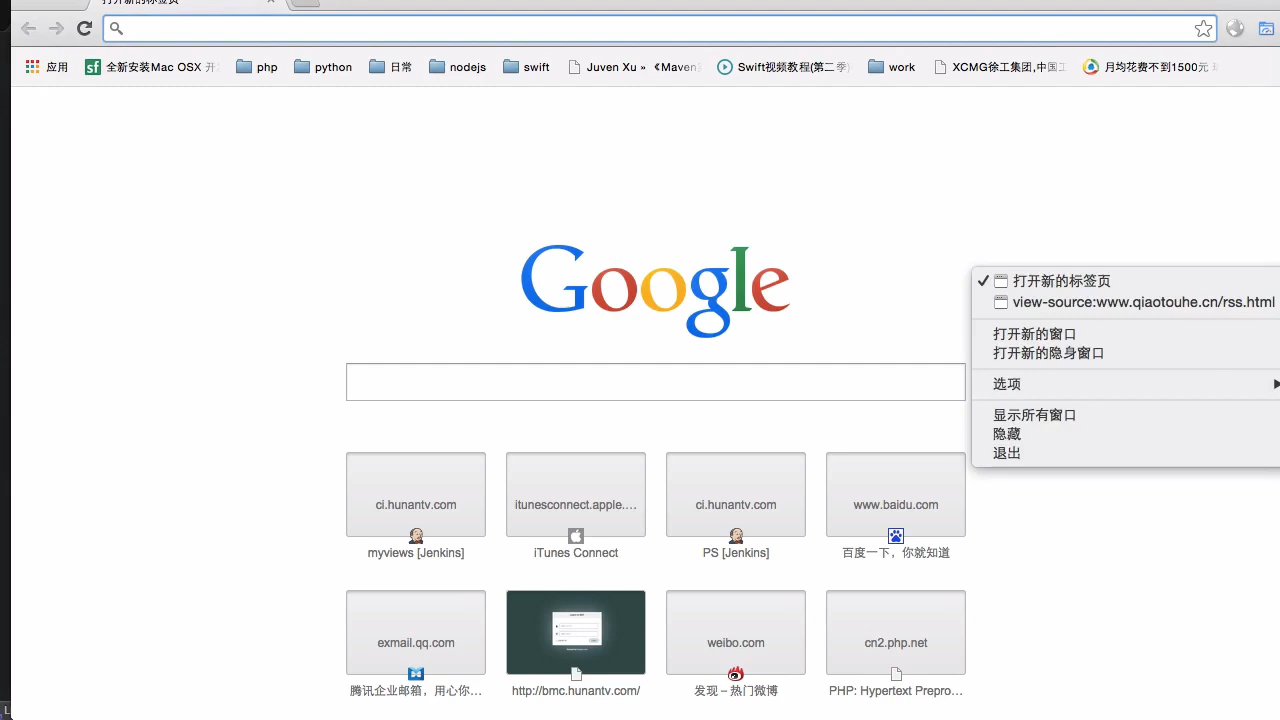 打开新的标签页
应用
全新安装Mac OSX 开
php
python
日常
nodejs
swift
Juven Xu » 《Maven
Swift视频教程(第二季)
work
XCMG徐工集团,中国工
月均花费不到1500元
Google
✓ 打开新的标签页
view-source:www.qiaotouhe.cn/rss.html
打开新的窗口
打开新的隐身窗口
选项
显示所有窗口
隐藏
退出
ci.hunantv.com
itunesconnect.apple.…
ci.hunantv.com
www.baidu.com
myviews [Jenkins]
iTunes Connect
PS [Jenkins]
百度一下，你就知道
exmail.qq.com
weibo.com
cn2.php.net
腾讯企业邮箱，用心你…
http://bmc.hunantv.com/
发现 – 热门微博
PHP: Hypertext Prepro…